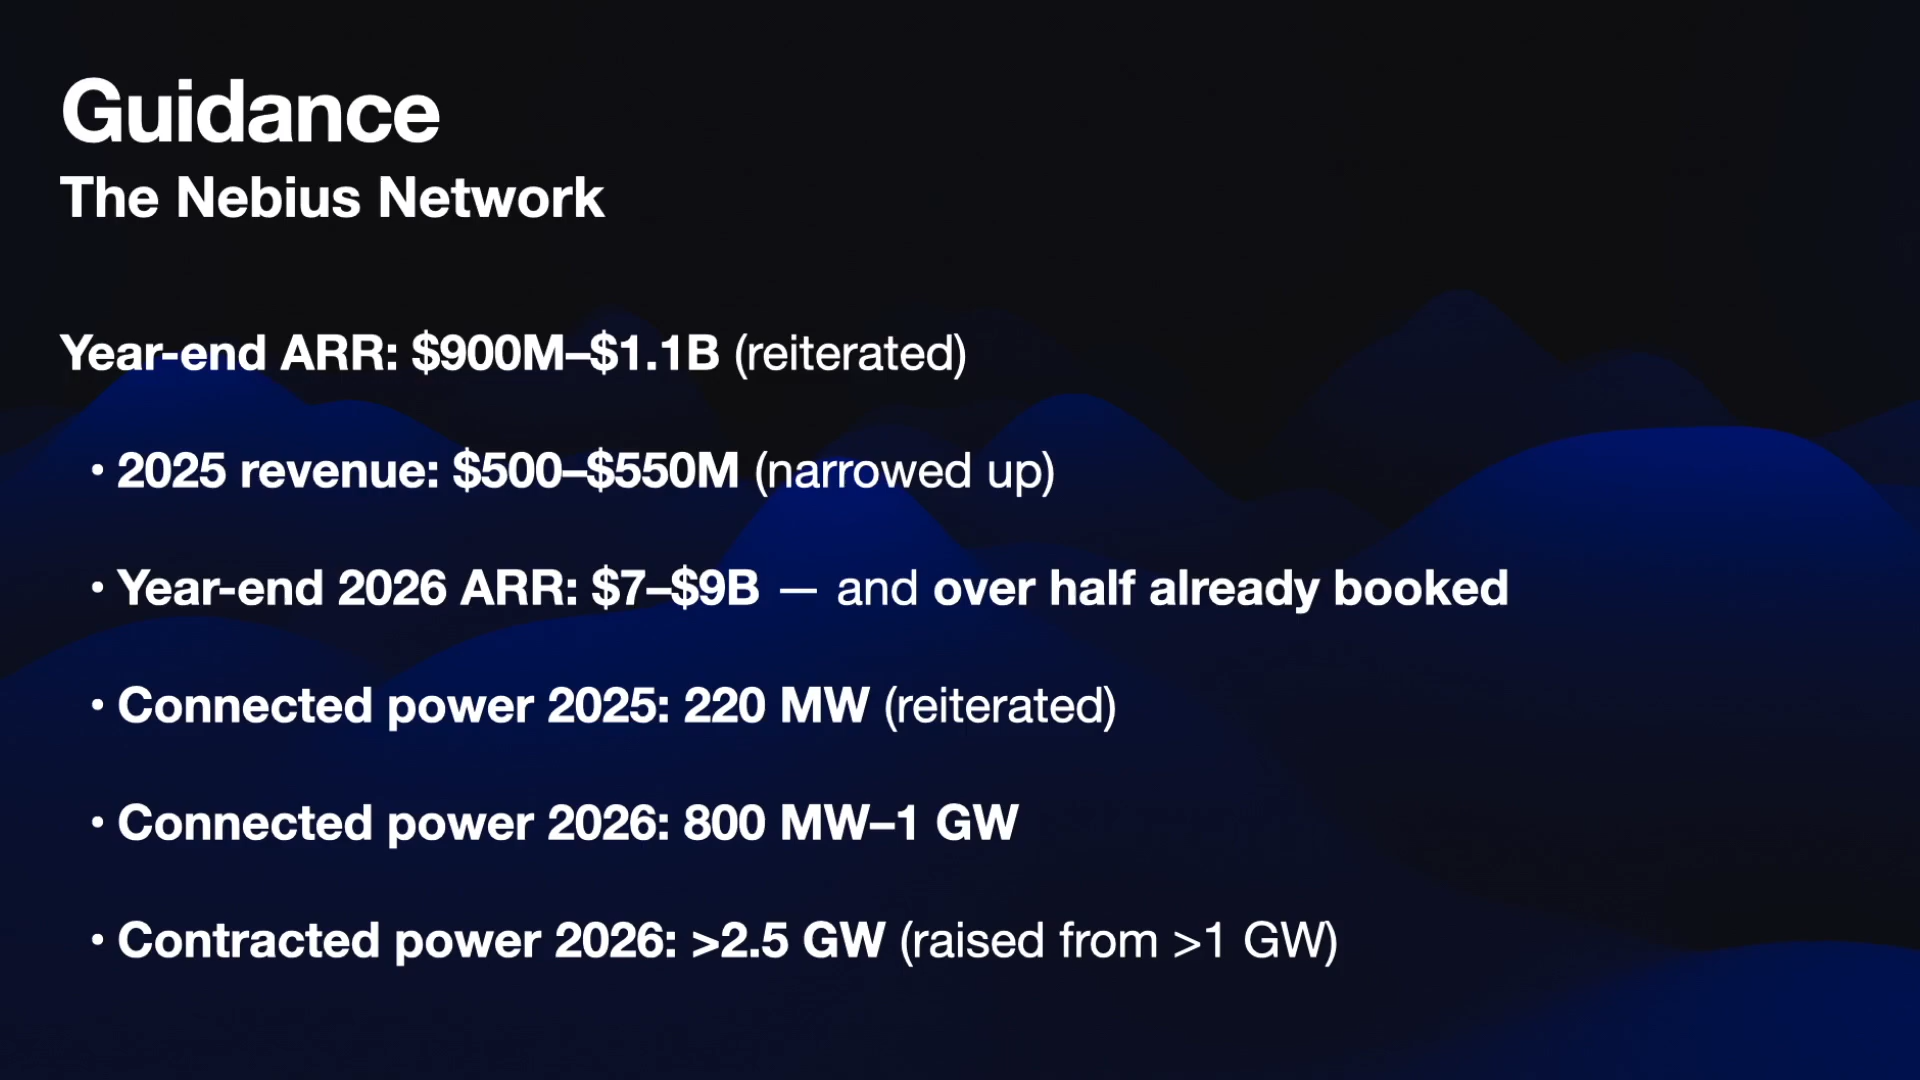 Guidance
The Nebius Network
Year-end ARR: $900M–$1.1B (reiterated)
• 2025 revenue: $500–$550M (narrowed up)
• Year-end 2026 ARR: $7–$9B — and over half already booked
• Connected power 2025: 220 MW (reiterated)
• Connected power 2026: 800 MW–1 GW
• Contracted power 2026: >2.5 GW (raised from >1 GW)